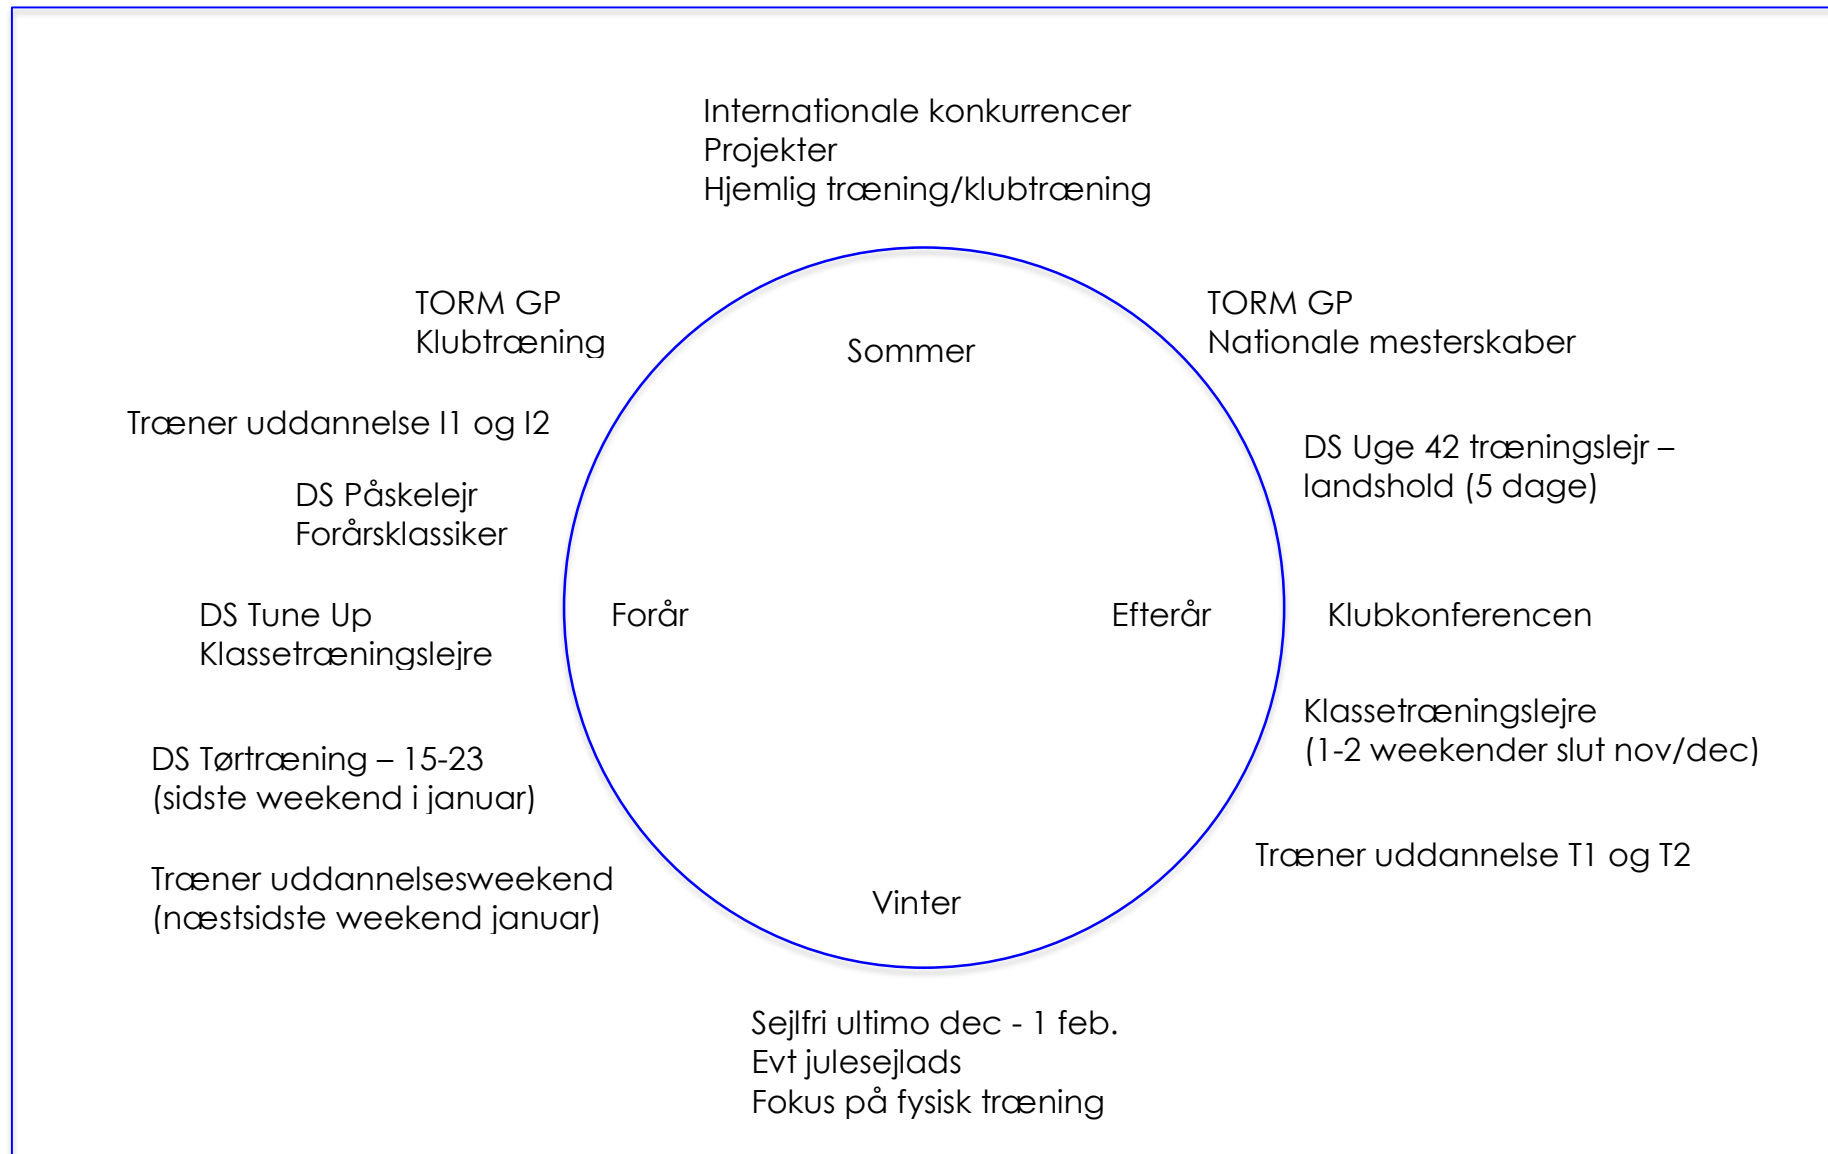 Internationale konkurrencer
Projekter
Hjemlig træning/klubtræning
TORM GP
Klubtræning
TORM GP
Nationale mesterskaber
Sommer
Træner uddannelse I1 og I2
DS Uge 42 træningslejr –
landshold (5 dage)
DS Påskelejr
Forårsklassiker
DS Tune Up
Klassetræningslejre
Forår
Efterår
Klubkonferencen
Klassetræningslejre
(1-2 weekender slut nov/dec)
DS Tørtræning – 15-23
(sidste weekend i januar)
Træner uddannelse T1 og T2
Træner uddannelsesweekend
(næstsidste weekend januar)
Vinter
Sejlfri ultimo dec - 1 feb.
Evt julesejlads
Fokus på fysisk træning